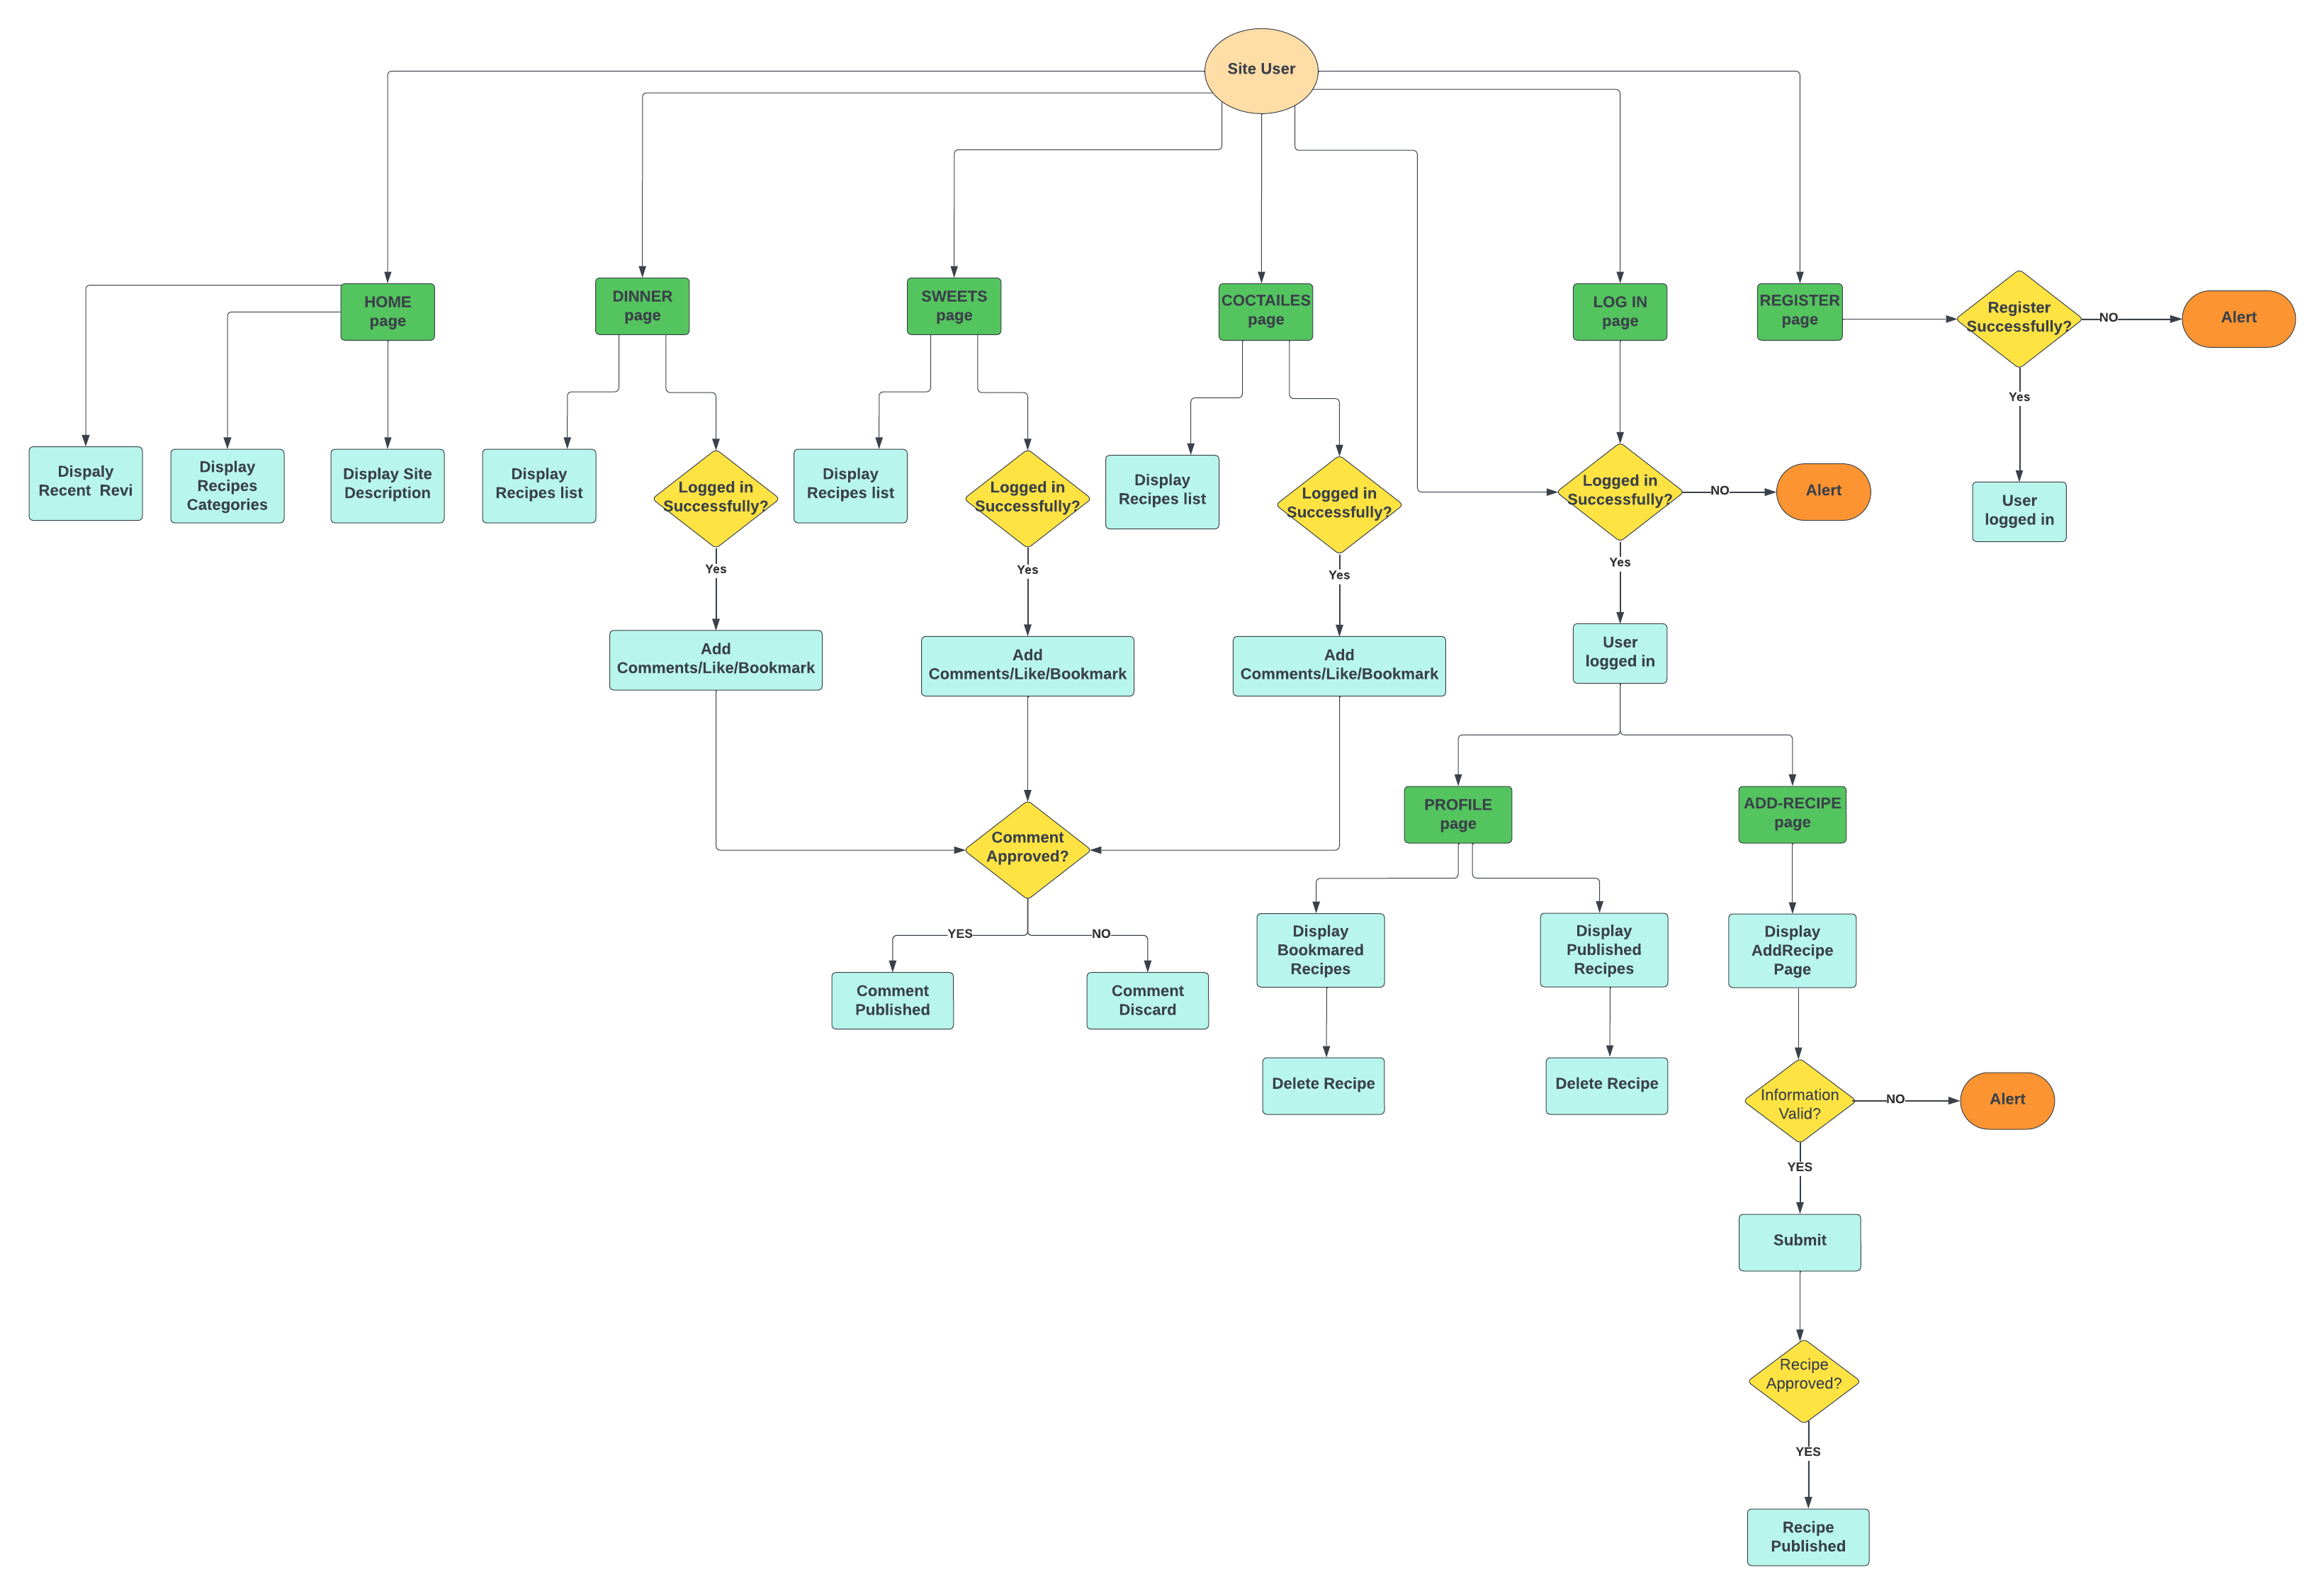 Site User
HOME
page
DINNER
page
SWEETS
page
COCTAILES
page
LOG IN
page
REGISTER
page
Register
Successfully?
NO
Alert
Yes
User
logged in
Dispaly
Recent  Revi
Display
Recipes
Categories
Display Site
Description
Display
Recipes list
Logged in
Successfully?
Display
Recipes list
Logged in
Successfully?
Display
Recipes list
Logged in
Successfully?
Logged in
Successfully?
NO
Alert
Yes
Yes
Yes
Yes
Add
Comments/Like/Bookmark
Add
Comments/Like/Bookmark
Add
Comments/Like/Bookmark
User
logged in
Comment
Approved?
PROFILE
page
ADD-RECIPE
page
YES
NO
Comment
Published
Comment
Discard
Display
Bookmared
Recipes
Display
Published
Recipes
Display
AddRecipe
Page
Delete Recipe
Delete Recipe
Information
Valid?
NO
Alert
YES
Submit
Recipe
Approved?
YES
Recipe
Published